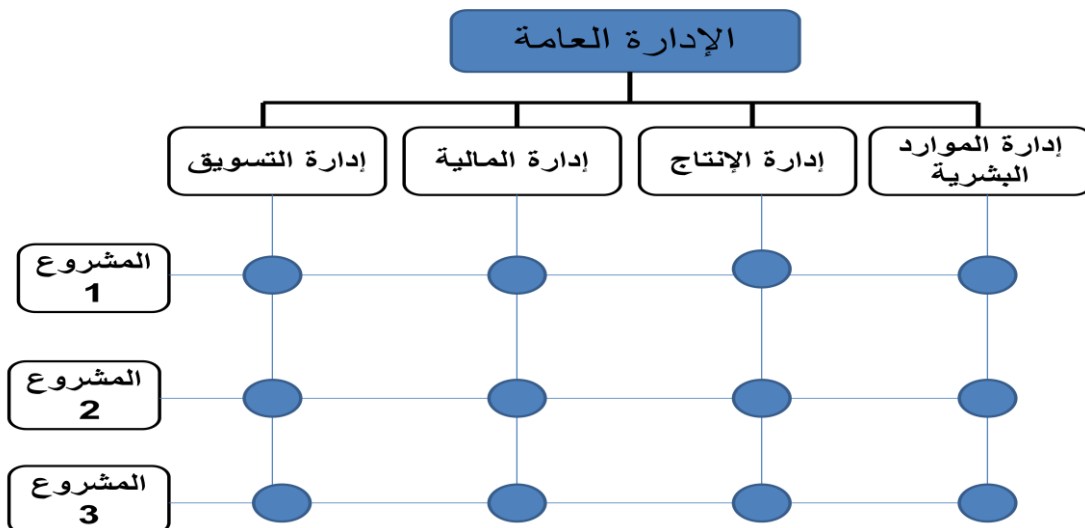 الإدارة العامة
إدارة الموارد
البشرية
إدارة الإنتاج
إدارة المالية
إدارة التسويق
المشروع
1
المشروع
2
المشروع
3